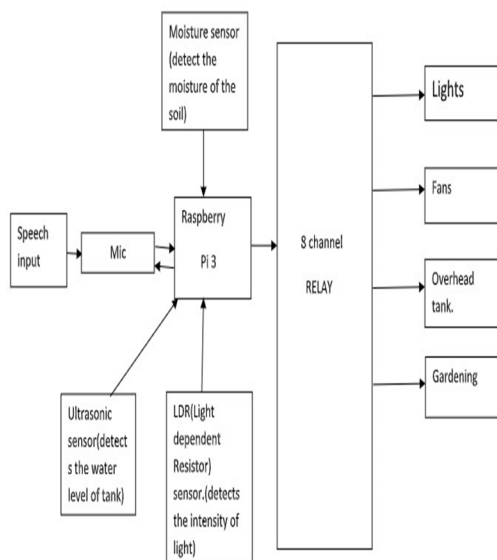 Moisture sensor
(detect the
moisture of the
soil)
Lights
Fans
Raspberry
Pi 3
Speech
input
Mic
8 channel
RELAY
Overhead
tank.
Gardening
Ultrasonic
sensor(detect
s the water
level of tank)
LDR(Light
dependent
Resistor)
sensor.(detects
the intensity of
light)